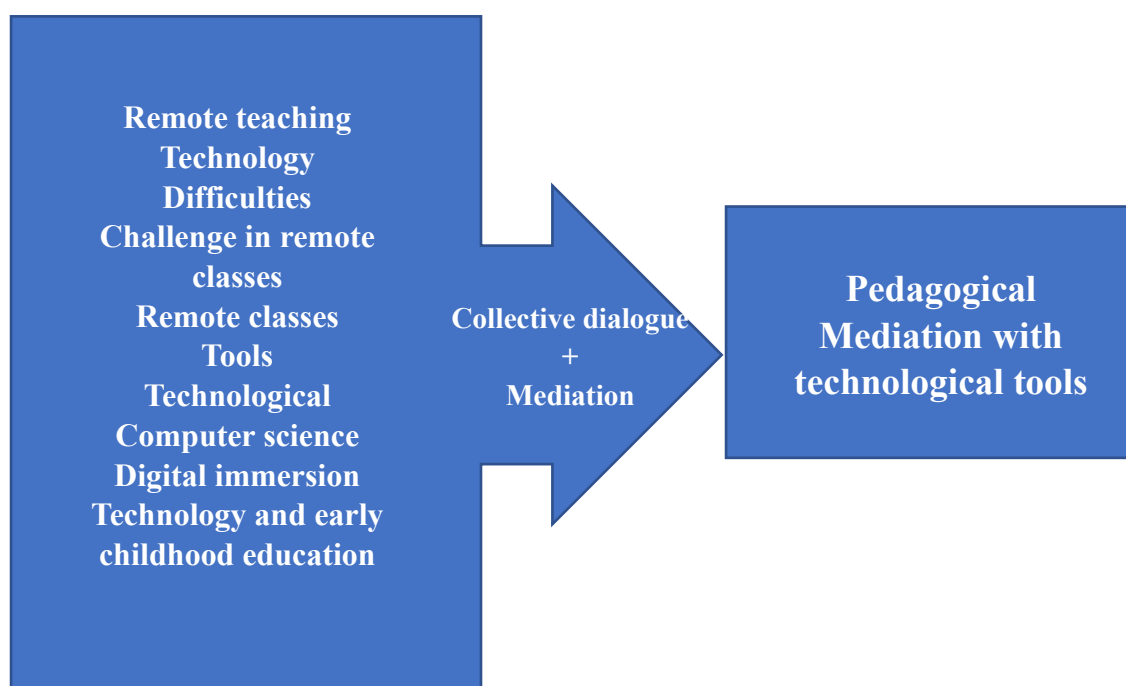 Remote teaching
Technology
Difficulties
Challenge in remote
classes
Remote classes
Tools
Technological
Computer science
Digital immersion
Technology and early
childhood education
Collective dialogue
+
Mediation
Pedagogical
Mediation with
technological tools